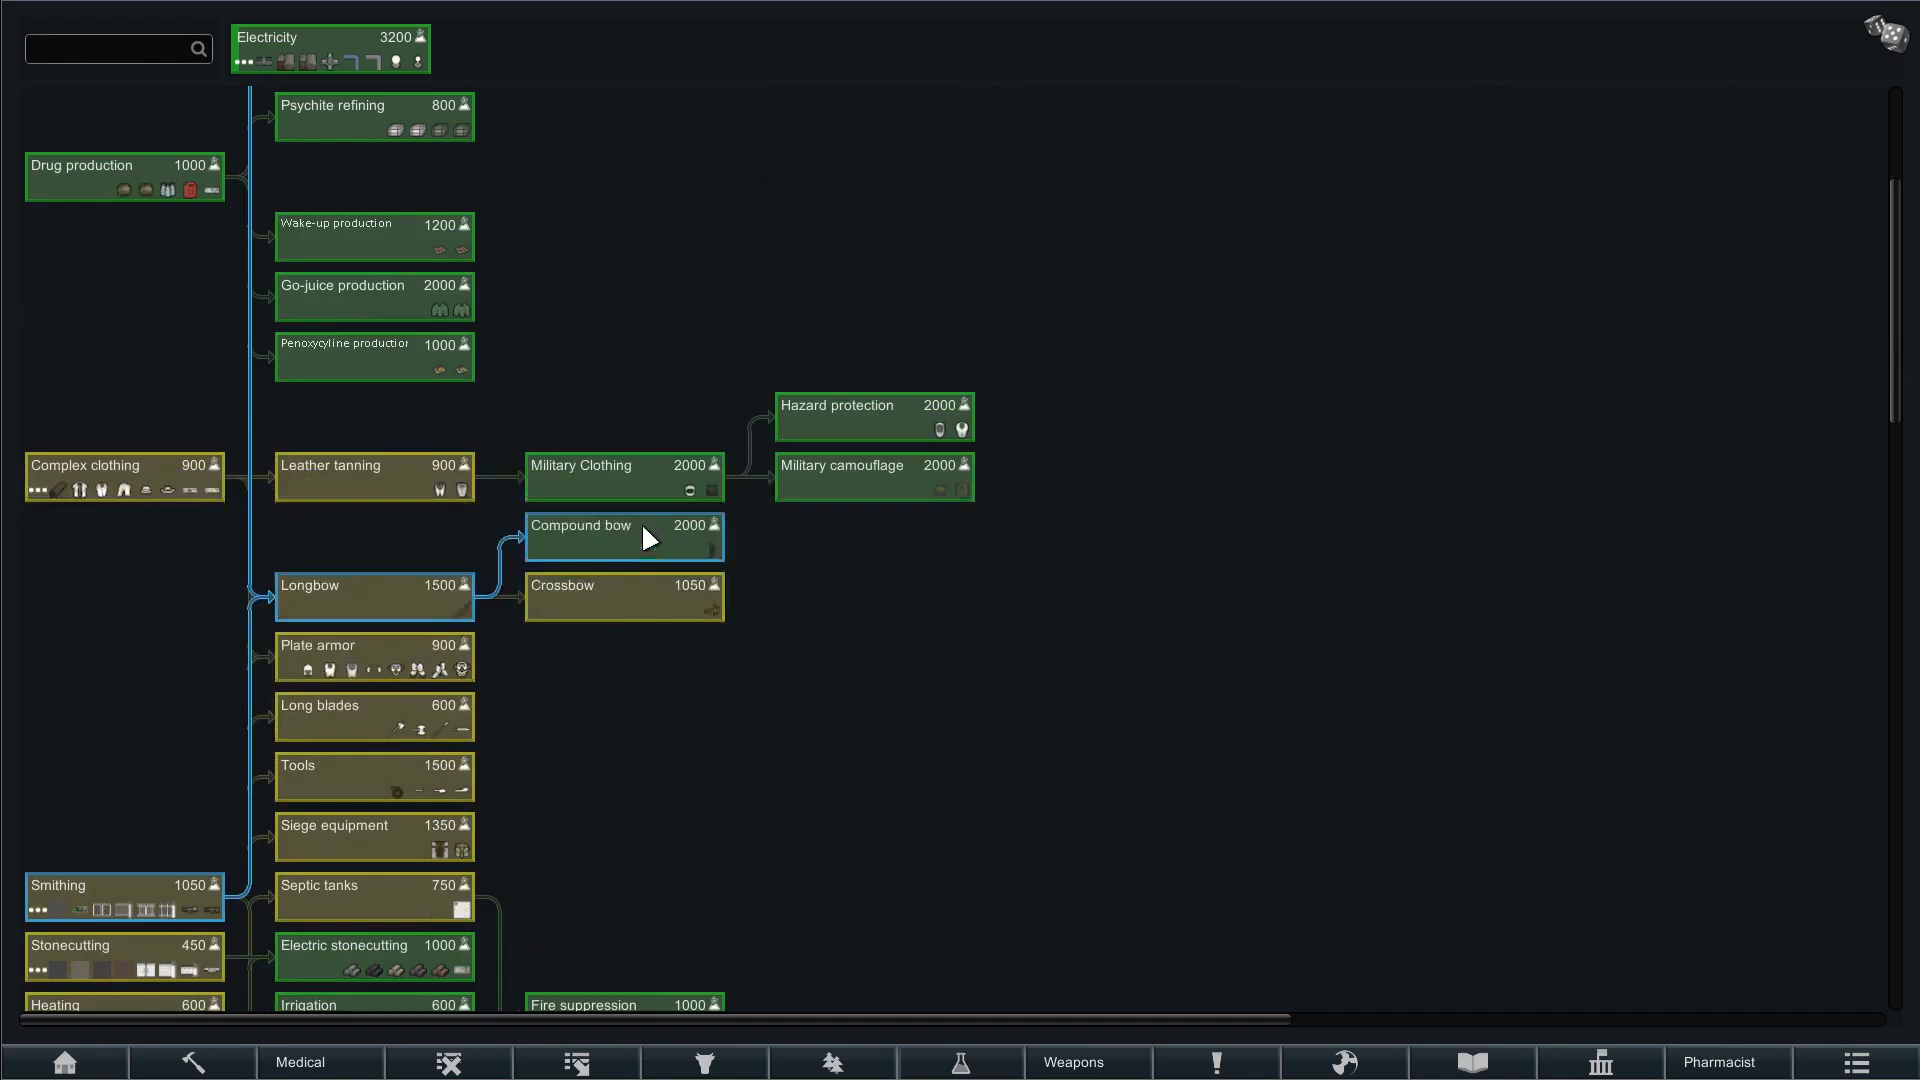 Electricity 3200
Psychite refining 800
Drug production 1000
Wake-up production 1200
Go-juice production 2000
Penoxycyline production 1000
Hazard protection 2000
Complex clothing 900
Leather tanning 900
Military Clothing 2000
Military camouflage 2000
Compound bow 2000
Longbow 1500
Crossbow 1050
Plate armor 900
Long blades 600
Tools 1500
Siege equipment 1350
Smithing 1050
Septic tanks 750
Stonecutting 450
Electric stonecutting 1000
Heating 600
Irrigation 600
Fire suppression 1000
Medical
Weapons
Pharmacist